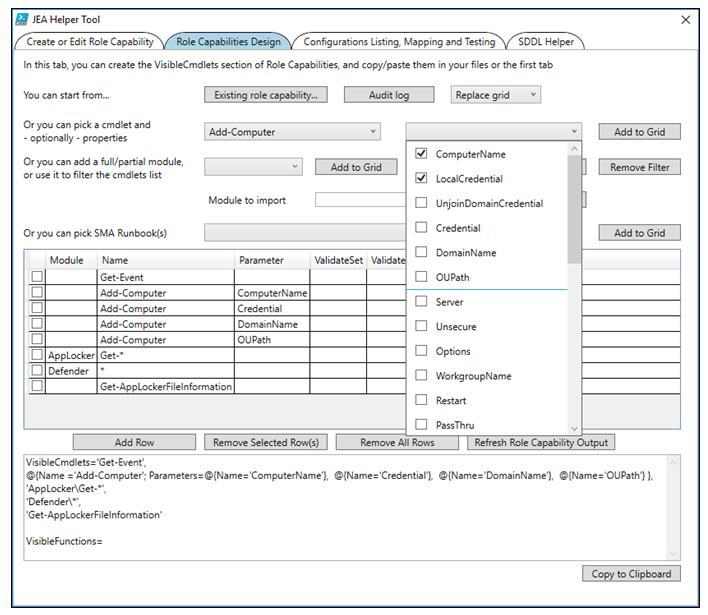 JEA Helper Tool
Create or Edit Role Capability
Role Capabilities Design
Configurations Listing, Mapping and Testing
SDDL Helper
In this tab, you can create the VisibleCmdlets section of Role Capabilities, and copy/paste them in your files or the first tab
You can start from...
Existing role capability...
Audit log
Replace grid
Or you can pick a cmdlet and
- optionally - properties
Add-Computer
Add to Grid
Or you can add a full/partial module,
or use it to filter the cmdlets list
Add to Grid
Remove Filter
Module to import
Or you can pick SMA Runbook(s)
Add to Grid
ComputerName
LocalCredential
UnjoinDomainCredential
Credential
DomainName
OUPath
Server
Unsecure
Options
WorkgroupName
Restart
PassThru
Module Name Parameter ValidateSet Validate
Get-Event
Add-Computer ComputerName
Add-Computer Credential
Add-Computer DomainName
Add-Computer OUPath
AppLocker Get-*
Defender *
Get-AppLockerFileInformation
Add Row
Remove Selected Row(s)
Remove All Rows
Refresh Role Capability Output
VisibleCmdlets='Get-Event',
@{Name ='Add-Computer'; Parameters=@{Name='ComputerName'}, @{Name='Credential'}, @{Name='DomainName'}, @{Name='OUPath'} },
'AppLocker\Get-*',
'Defender\*',
'Get-AppLockerFileInformation'
VisibleFunctions=
Copy to Clipboard